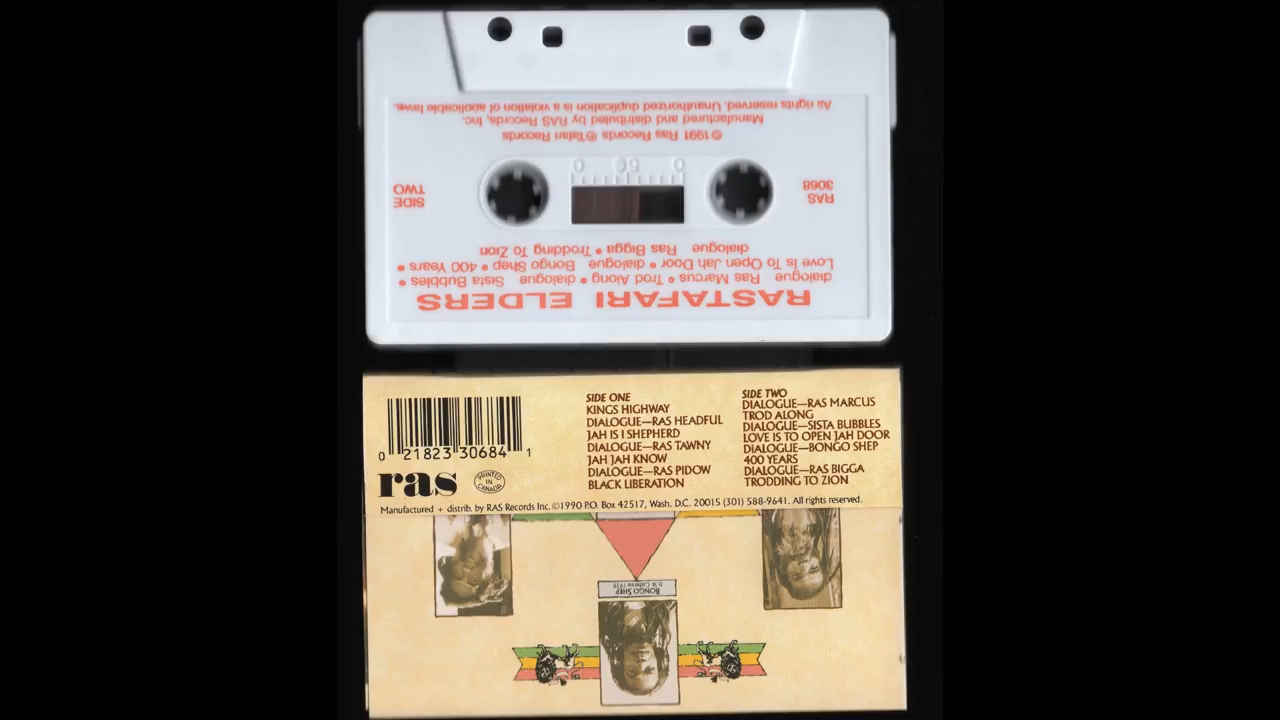 RASTAFARI ELDERS
dialogue Ras Marcus • Trod Along • dialogue Sista Bubbles •
Love Is To Open Jah Door • dialogue Bongo Shep • 400 Years •
dialogue Ras Bigga • Trodding To Zion
RAS
3068
SIDE
TWO
0 50 0
©1991 Ras Records ®Tafari Records
Manufactured and distributed by RAS Records, Inc.
All rights reserved. Unauthorized duplication is a violation of applicable laws.
0 21823 30684 1
ras
PRINTED
IN
CANADA
SIDE ONE
KINGS HIGHWAY
DIALOGUE—RAS HEADFUL
JAH IS I SHEPHERD
DIALOGUE—RAS TAWNY
JAH JAH KNOW
DIALOGUE—RAS PIDOW
BLACK LIBERATION
SIDE TWO
DIALOGUE—RAS MARCUS
TROD ALONG
DIALOGUE—SISTA BUBBLES
LOVE IS TO OPEN JAH DOOR
DIALOGUE—BONGO SHEP
400 YEARS
DIALOGUE—RAS BIGGA
TRODDING TO ZION
Manufactured + distrib. by RAS Records Inc. ©1990 P.O. Box 42517, Wash. D.C. 20015 (301) 588-9641. All rights reserved.
BONGO SHEP
b. St. Catherine 1939